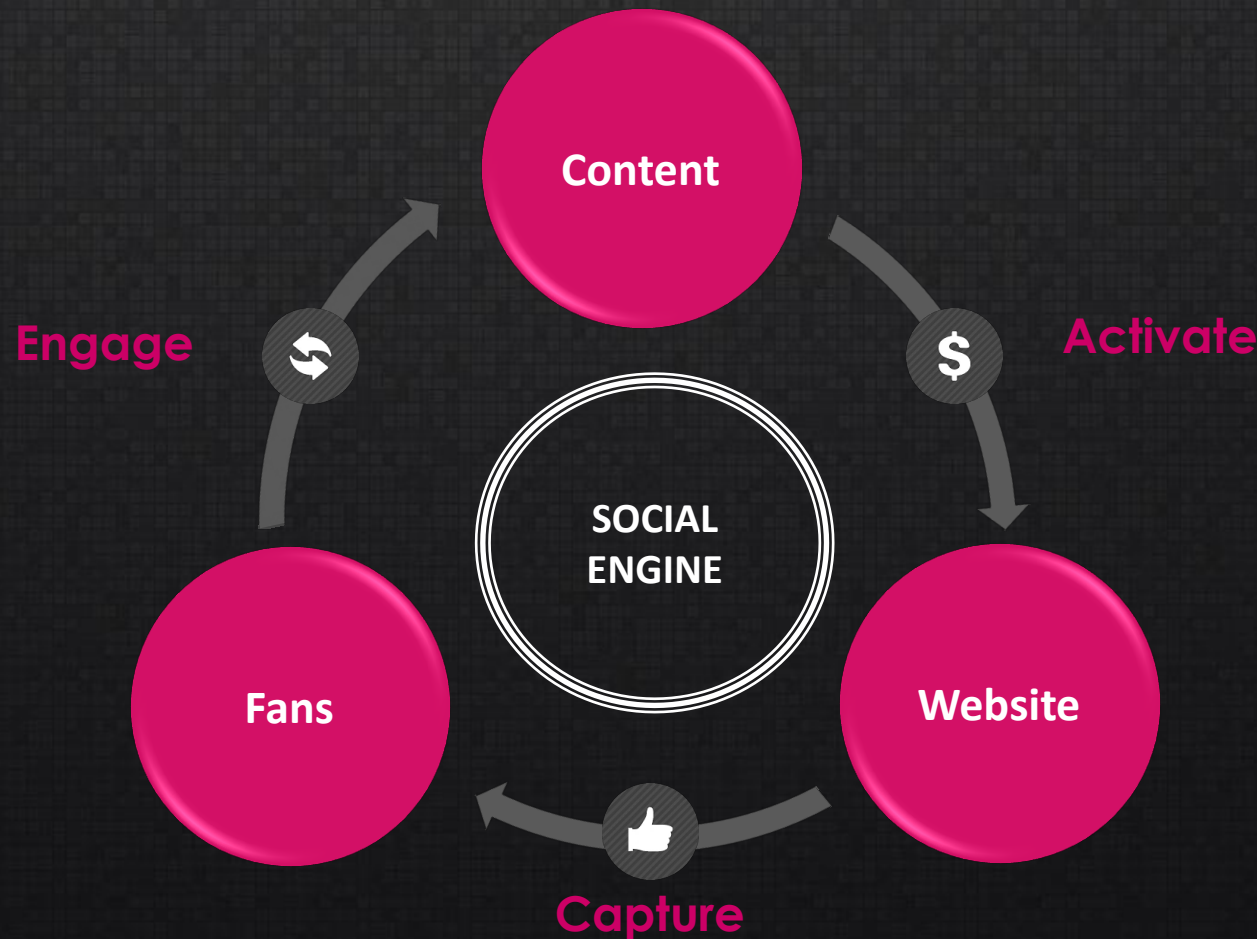 Content
Engage
Activate
$
SOCIAL
ENGINE
Fans
Website
Capture